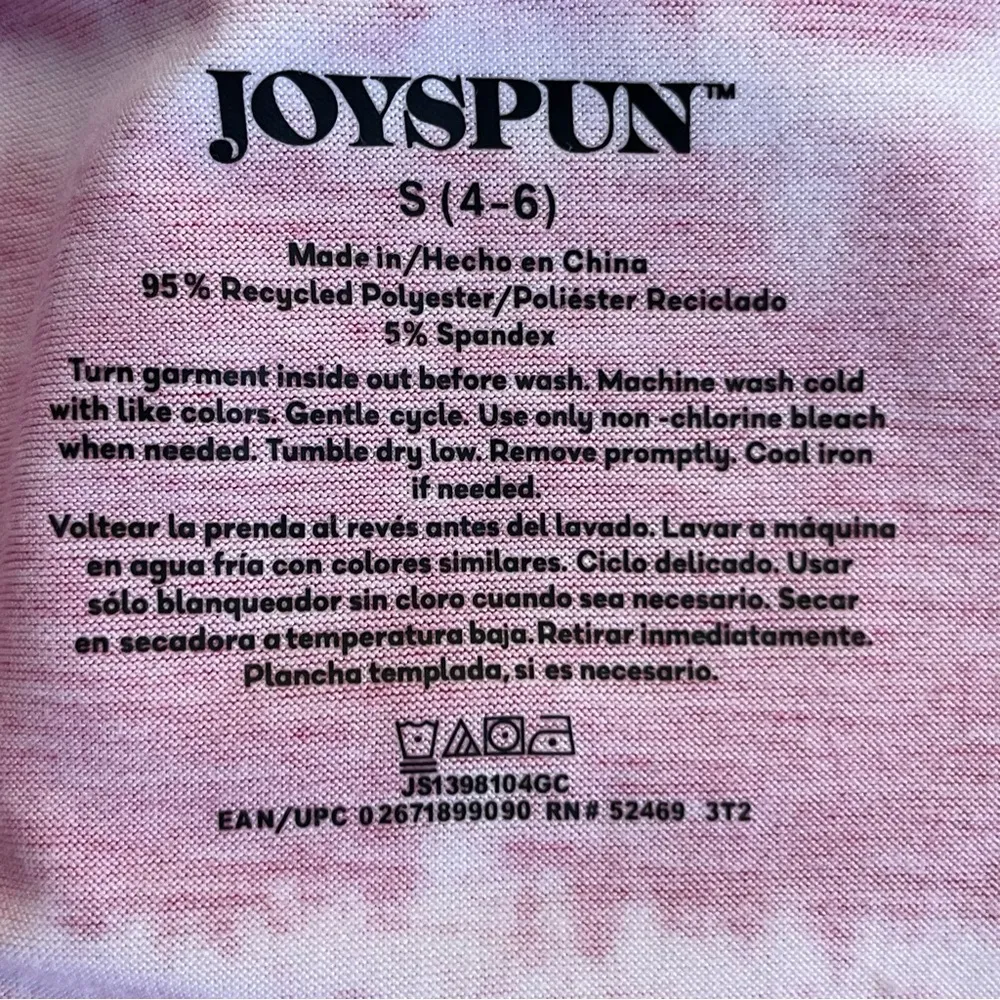 JOYSPUN™
S (4-6)
Made in/Hecho en China
95% Recycled Polyester/Poliéster Reciclado
5% Spandex
Turn garment inside out before wash. Machine wash cold
with like colors. Gentle cycle. Use only non -chlorine bleach
when needed. Tumble dry low. Remove promptly. Cool iron
if needed.
Voltear la prenda al revés antes del lavado. Lavar a máquina
en agua fría con colores similares. Ciclo delicado. Usar
sólo blanqueador sin cloro cuando sea necesario. Secar
en secadora a temperatura baja. Retirar inmediatamente.
Plancha templada, si es necesario.
JS1398104GC
EAN/UPC 02671899090 RN# 52469 3T2